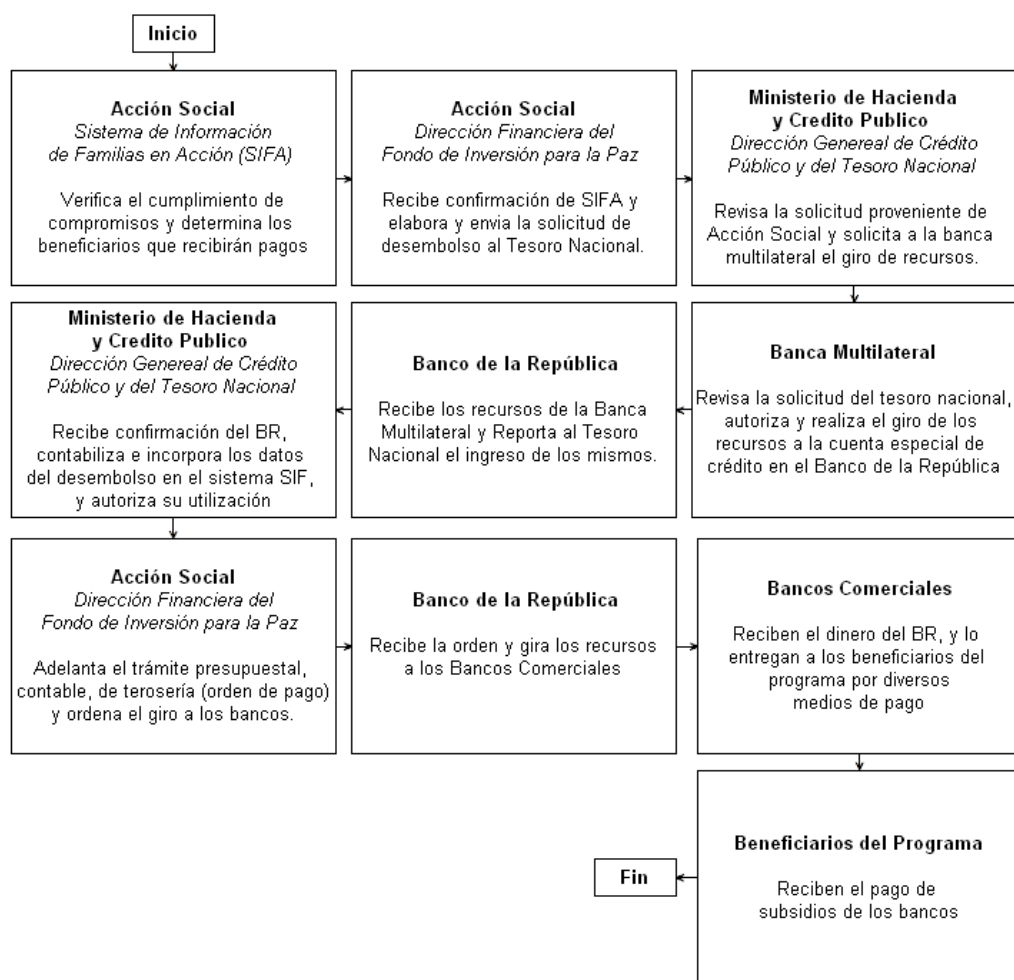 Inicio
Acción Social
Sistema de Información
de Familias en Acción (SIFA)
Verifica el cumplimiento de
compromisos y determina los
beneficiarios que recibirán pagos
Acción Social
Dirección Financiera del
Fondo de Inversión para la Paz
Recibe confirmación de SIFA y
elabora y envia la solicitud de
desembolso al Tesoro Nacional.
Ministerio de Hacienda
y Credito Publico
Dirección Genereal de Crédito
Público y del Tesoro Nacional
Revisa la solicitud proveniente de
Acción Social y solicita a la banca
multilateral el giro de recursos.
Banca Multilateral
Revisa la solicitud del tesoro nacional,
autoriza y realiza el giro de los
recursos a la cuenta especial de
crédito en el Banco de la República
Banco de la República
Recibe los recursos de la Banca
Multilateral y Reporta al Tesoro
Nacional el ingreso de los mismos.
Ministerio de Hacienda
y Credito Publico
Dirección Genereal de Crédito
Público y del Tesoro Nacional
Recibe confirmación del BR,
contabiliza e incorpora los datos
del desembolso en el sistema SIF,
y autoriza su utilización
Acción Social
Dirección Financiera del
Fondo de Inversión para la Paz
Adelanta el trámite presupuestal,
contable, de terosería (orden de pago)
y ordena el giro a los bancos.
Banco de la República
Recibe la orden y gira los recursos
a los Bancos Comerciales
Bancos Comerciales
Reciben el dinero del BR, y lo
entregan a los beneficiarios del
programa por diversos
medios de pago
Beneficiarios del Programa
Reciben el pago de
subsidios de los bancos
Fin